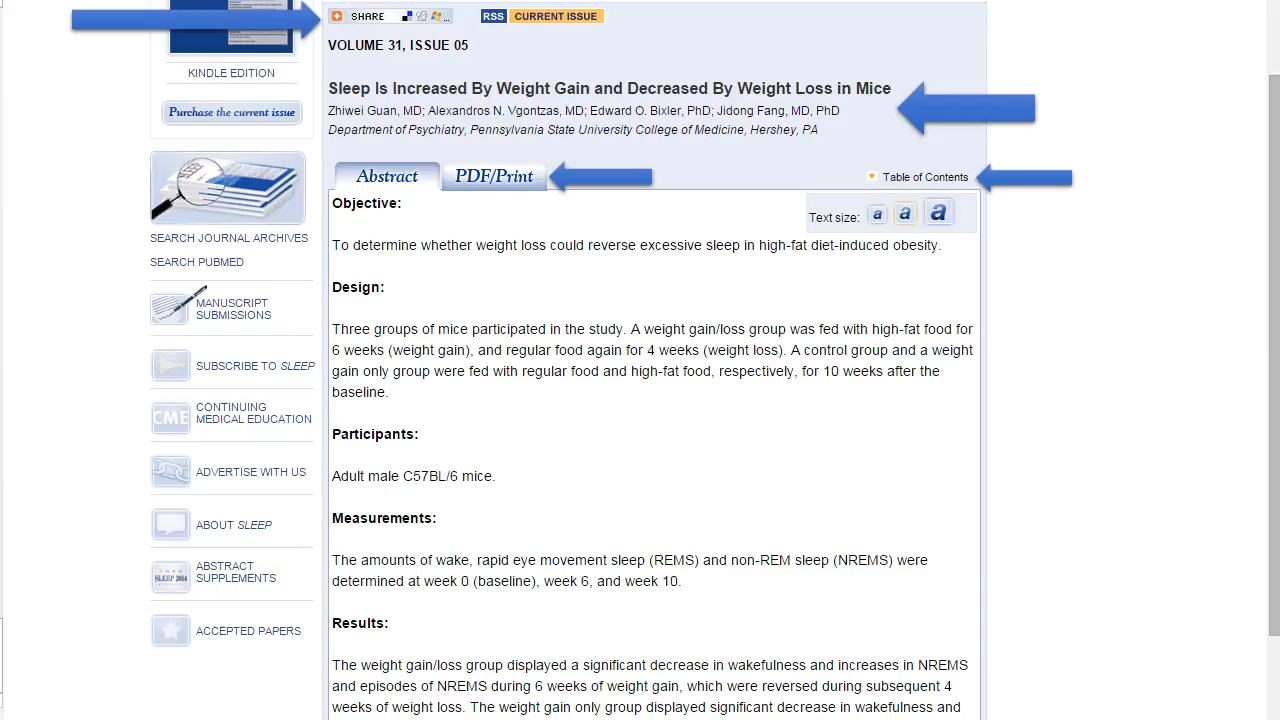 KINDLE EDITION
Purchase the current issue
SEARCH JOURNAL ARCHIVES
SEARCH PUBMED
MANUSCRIPT
SUBMISSIONS
SUBSCRIBE TO SLEEP
CME
CONTINUING
MEDICAL EDUCATION
ADVERTISE WITH US
ABOUT SLEEP
SLEEP 2014
ABSTRACT
SUPPLEMENTS
ACCEPTED PAPERS
SHARE
RSS CURRENT ISSUE
VOLUME 31, ISSUE 05
Sleep Is Increased By Weight Gain and Decreased By Weight Loss in Mice
Zhiwei Guan, MD; Alexandros N. Vgontzas, MD; Edward O. Bixler, PhD; Jidong Fang, MD, PhD
Department of Psychiatry, Pennsylvania State University College of Medicine, Hershey, PA
Abstract PDF/Print
Table of Contents
Text size: a a a
Objective:
To determine whether weight loss could reverse excessive sleep in high-fat diet-induced obesity.
Design:
Three groups of mice participated in the study. A weight gain/loss group was fed with high-fat food for
6 weeks (weight gain), and regular food again for 4 weeks (weight loss). A control group and a weight
gain only group were fed with regular food and high-fat food, respectively, for 10 weeks after the
baseline.
Participants:
Adult male C57BL/6 mice.
Measurements:
The amounts of wake, rapid eye movement sleep (REMS) and non-REM sleep (NREMS) were
determined at week 0 (baseline), week 6, and week 10.
Results:
The weight gain/loss group displayed a significant decrease in wakefulness and increases in NREMS
and episodes of NREMS during 6 weeks of weight gain, which were reversed during subsequent 4
weeks of weight loss. The weight gain only group displayed significant decrease in wakefulness and